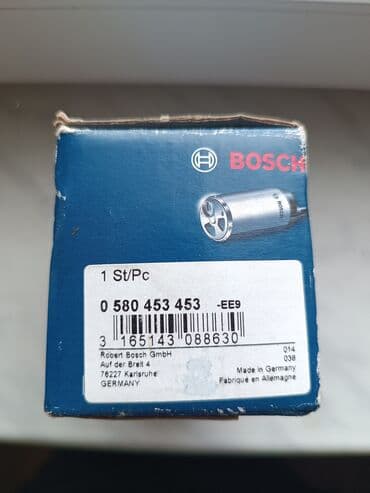 BOSCH
BOSCH
1 St/Pc
0 580 453 453 -EE9
3 165143 088630
Robert Bosch GmbH
Auf der Breit 4
76227 Karlsruhe
GERMANY
014
038
Made in Germany
Fabriqué en Allemagne